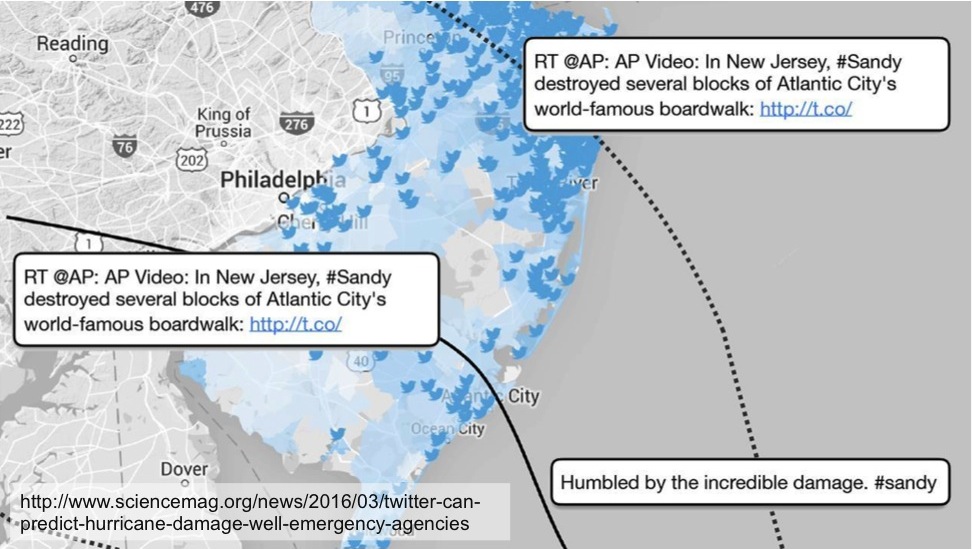 476
Reading
Princeton
95
RT @AP: AP Video: In New Jersey, #Sandy
destroyed several blocks of Atlantic City's
world-famous boardwalk: http://t.co/
King of
Prussia
222
76
202
276
1
Philadelphia
Cherry Hill
1
RT @AP: AP Video: In New Jersey, #Sandy
destroyed several blocks of Atlantic City's
world-famous boardwalk: http://t.co/
40
City
Ocean City
Dover
Humbled by the incredible damage. #sandy
http://www.sciencemag.org/news/2016/03/twitter-can-
predict-hurricane-damage-well-emergency-agencies